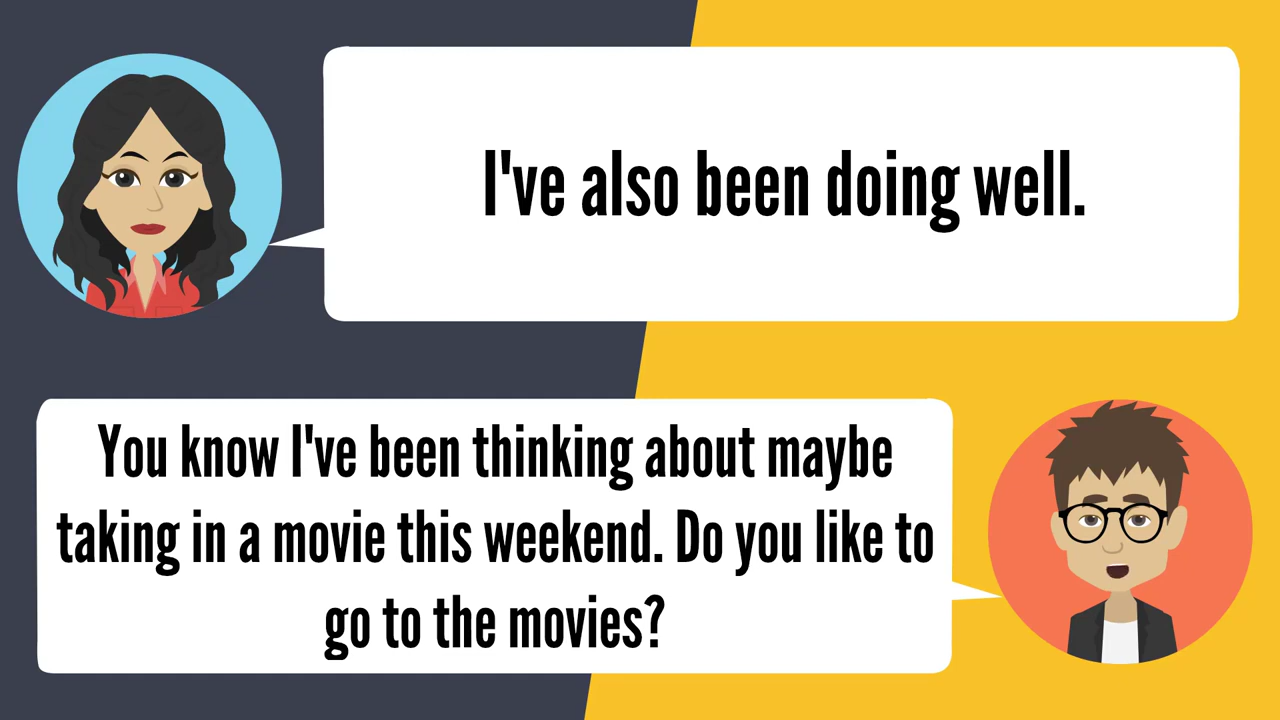 I've also been doing well.
You know I've been thinking about maybe
taking in a movie this weekend. Do you like to
go to the movies?